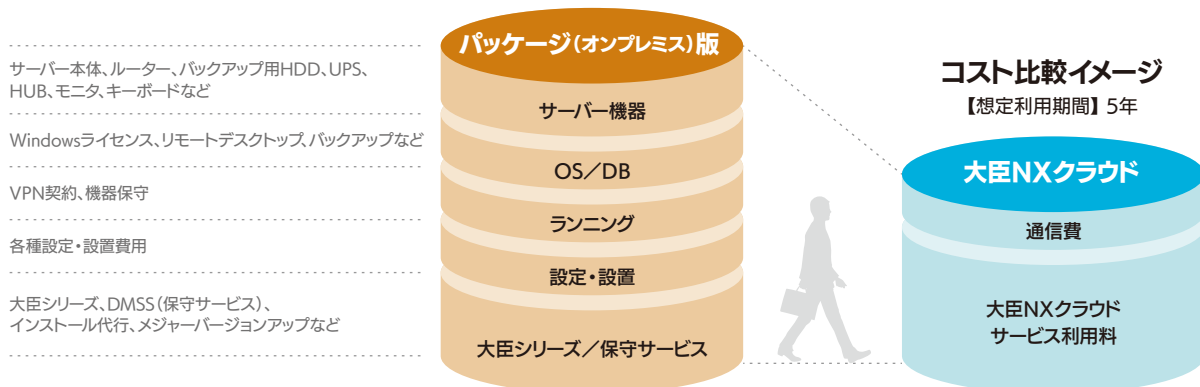 パッケージ(オンプレミス)版
サーバー本体、ルーター、バックアップ用HDD、UPS、
HUB、モニタ、キーボードなど
サーバー機器
Windowsライセンス、リモートデスクトップ、バックアップなど
OS/DB
VPN契約、機器保守
ランニング
各種設定・設置費用
設定・設置
大臣シリーズ、DMSS(保守サービス)、
インストール代行、メジャーバージョンアップなど
大臣シリーズ/保守サービス
コスト比較イメージ
【想定利用期間】5年
大臣NXクラウド
通信費
大臣NXクラウド
サービス利用料